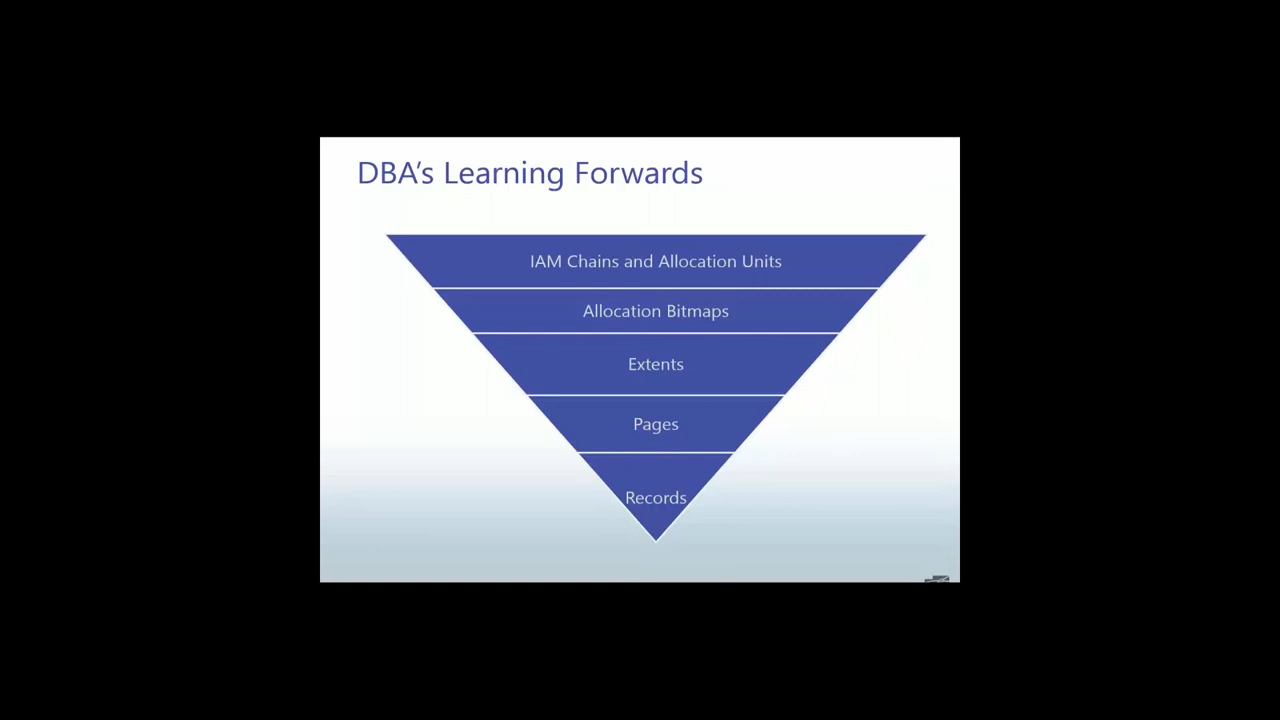 DBA's Learning Forwards
IAM Chains and Allocation Units
Allocation Bitmaps
Extents
Pages
Records